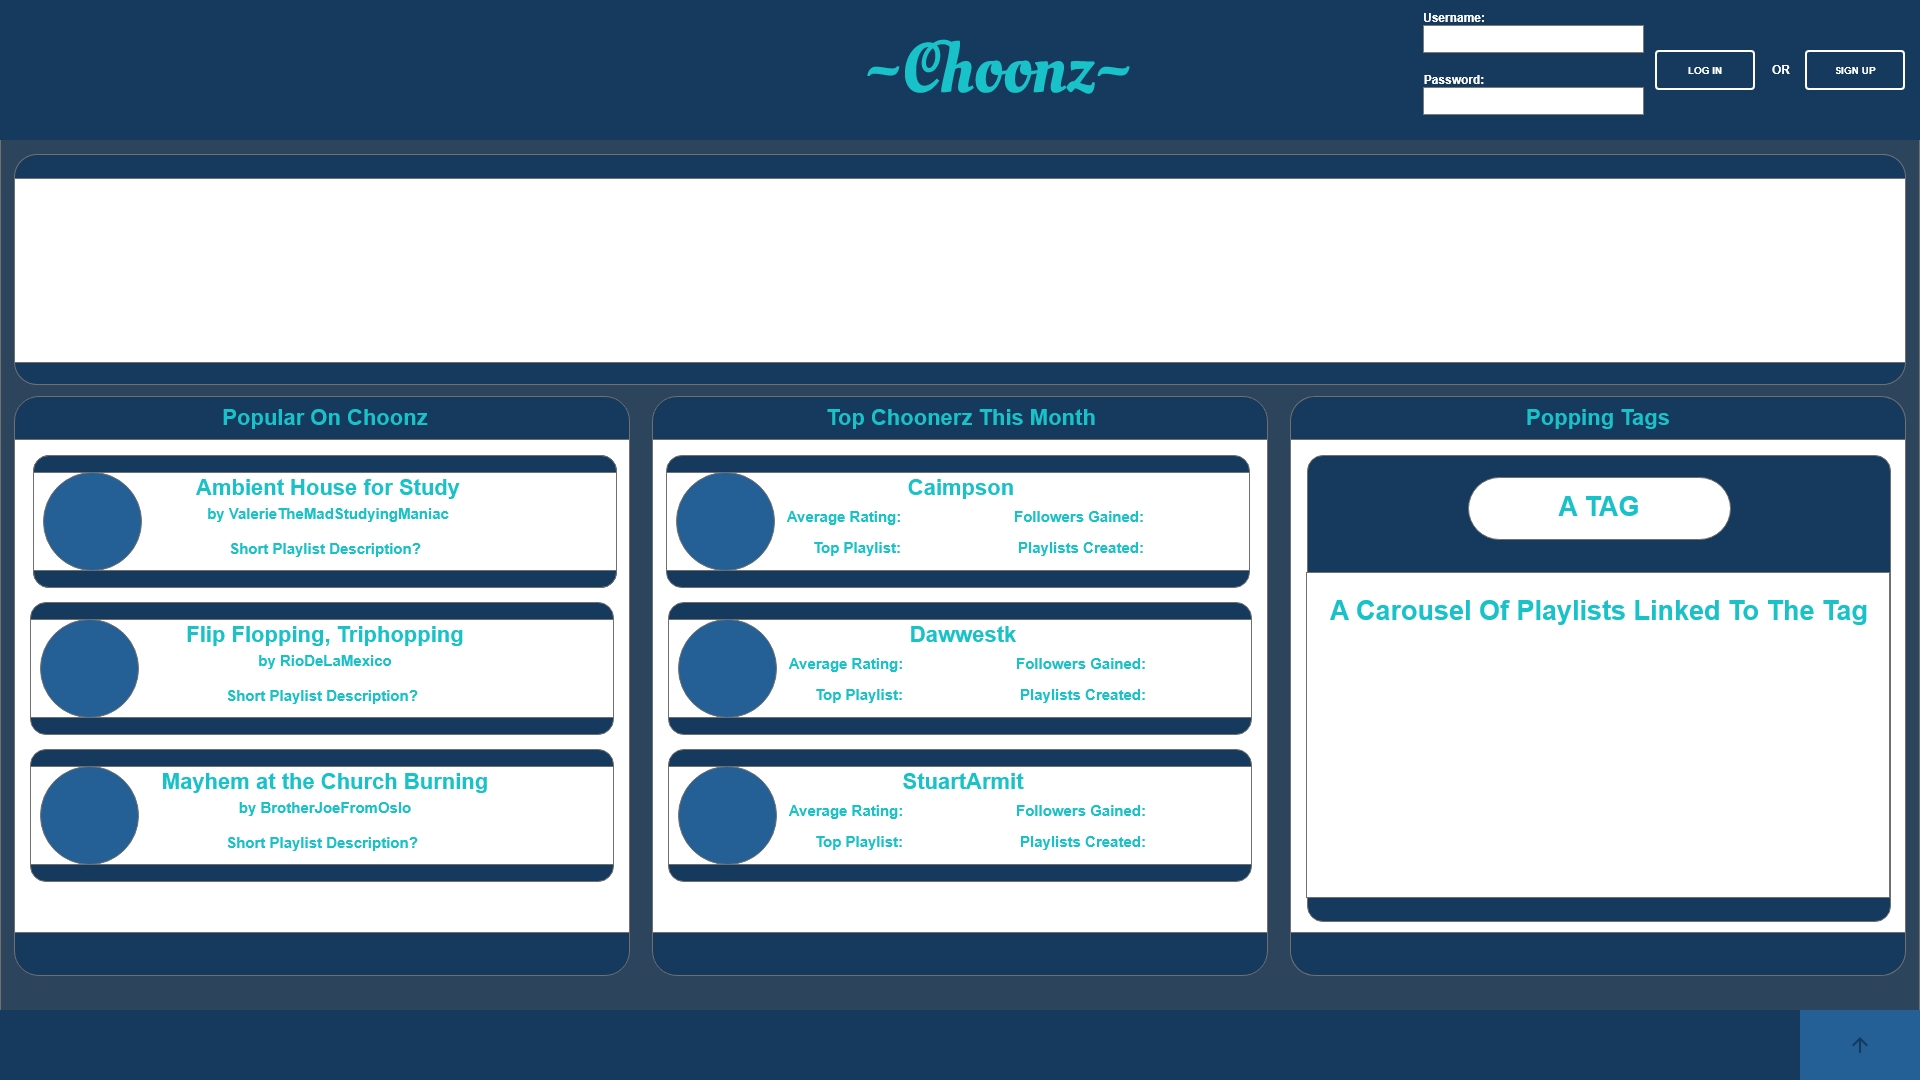 ~Choonz~
Username:
Password:
LOG IN
OR
SIGN UP
Popular On Choonz
Ambient House for Study
by ValerieTheMadStudyingManiac
Short Playlist Description?
Flip Flopping, Triphopping
by RioDeLaMexico
Short Playlist Description?
Mayhem at the Church Burning
by BrotherJoeFromOslo
Short Playlist Description?
Top Choonerz This Month
Caimpson
Average Rating:
Followers Gained:
Top Playlist:
Playlists Created:
Dawwestk
Average Rating:
Followers Gained:
Top Playlist:
Playlists Created:
StuartArmit
Average Rating:
Followers Gained:
Top Playlist:
Playlists Created:
Popping Tags
A TAG
A Carousel Of Playlists Linked To The Tag